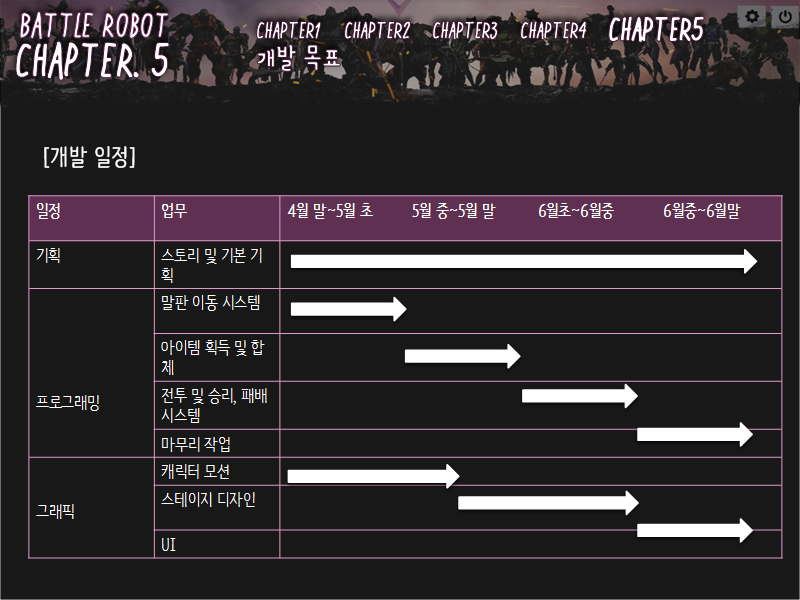 BATTLE ROBOT
CHAPTER. 5
CHAPTER1 CHAPTER2 CHAPTER3 CHAPTER4 CHAPTER5
개발 목표
[개발 일정]
일정 업무 4월 말~5월 초 5월 중~5월 말 6월초~6월중 6월중~6월말
기획 스토리 및 기본 기
획
프로그래밍
말판 이동 시스템
아이템 획득 및 합
체
전투 및 승리, 패배
시스템
마무리 작업
그래픽
캐릭터 모션
스테이지 디자인
UI